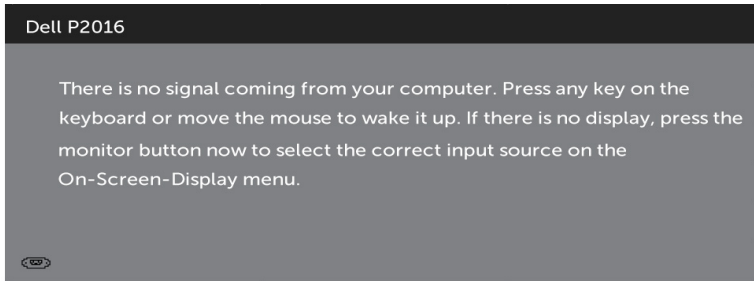 Dell P2016
There is no signal coming from your computer. Press any key on the
keyboard or move the mouse to wake it up. If there is no display, press the
monitor button now to select the correct input source on the
On-Screen-Display menu.